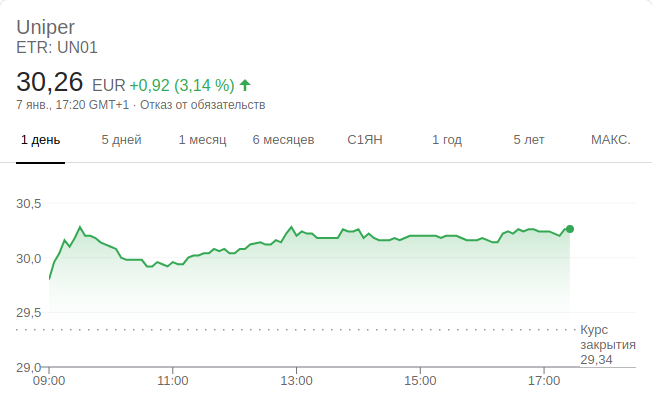 Uniper
ETR: UN01
30,26 EUR +0,92 (3,14 %)
7 янв., 17:20 GMT+1 · Отказ от обязательств
1 день 5 дней 1 месяц 6 месяцев С1ЯН 1 год 5 лет МАКС.
30,5
30,0
29,5
Курс
закрытия
29,34
29,0
09:00 11:00 13:00 15:00 17:00